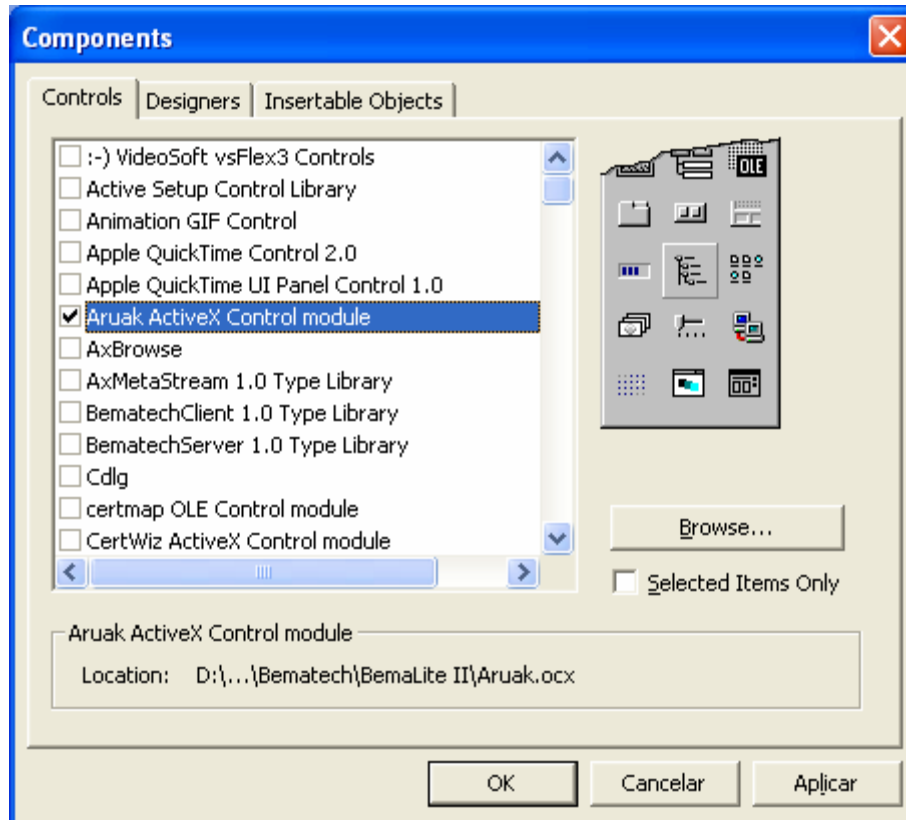 Components
Controls Designers Insertable Objects
:-) VideoSoft vsFlex3 Controls
Active Setup Control Library
Animation GIF Control
Apple QuickTime Control 2.0
Apple QuickTime UI Panel Control 1.0
Aruak ActiveX Control module
AxBrowse
AxMetaStream 1.0 Type Library
BematechClient 1.0 Type Library
BematechServer 1.0 Type Library
Cdlg
certmap OLE Control module
CertWiz ActiveX Control module
OLE
Browse...
Selected Items Only
Aruak ActiveX Control module
Location: D:\...\Bematech\BemaLite II\Aruak.ocx
OK Cancelar Aplicar